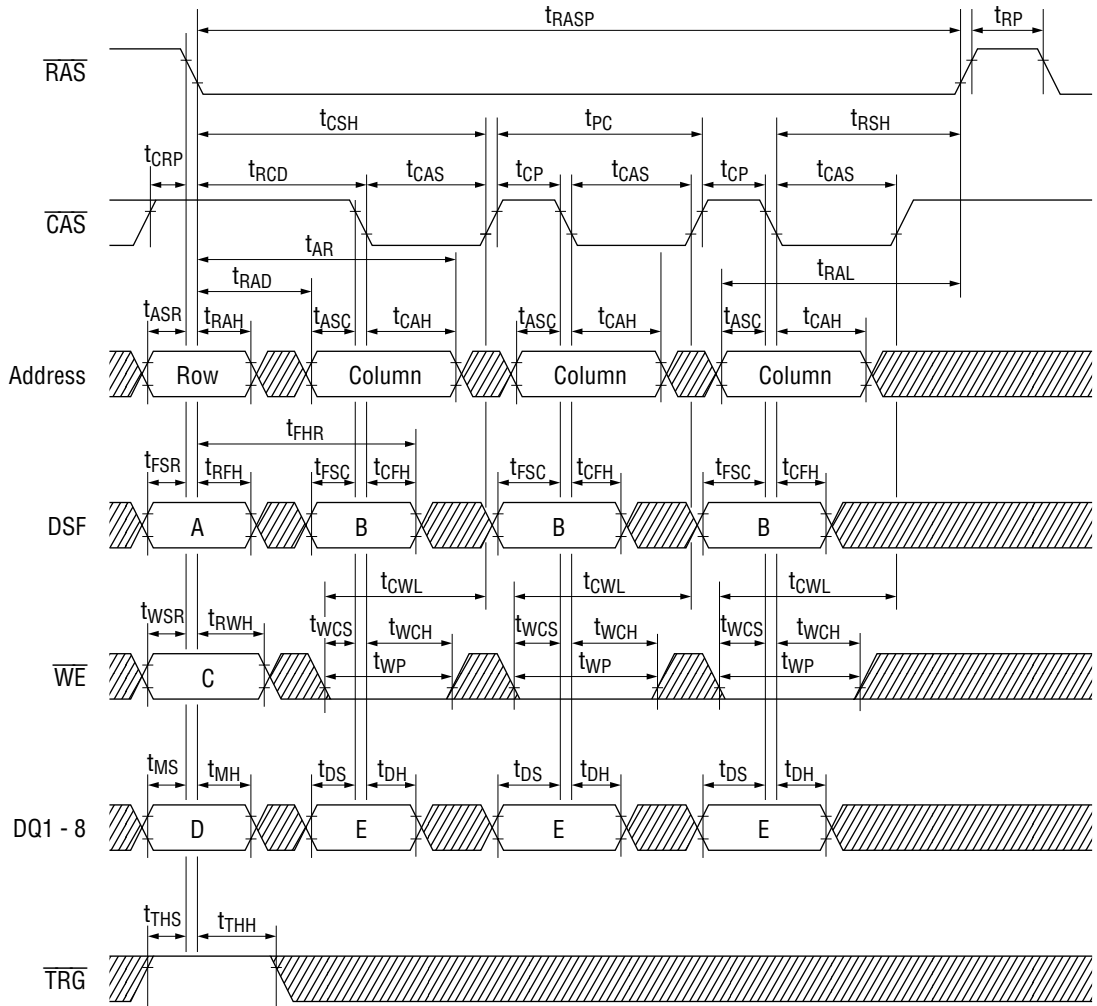 tRASP tRP
RAS
tCSH tPC tRSH
tCRP tRCD tCAS tCP tCAS tCP tCAS
CAS
tAR tRAL
tRAD
tASR tRAH tASC tCAH tASC tCAH tASC tCAH
Address Row Column Column Column
tFHR
tFSR tRFH tFSC tCFH tFSC tCFH tFSC tCFH
DSF A B B B
tCWL tCWL tCWL
tWSR tRWH tWCS tWCH tWCS tWCH tWCS tWCH
tWP tWP tWP
WE C
tMS tMH tDS tDH tDS tDH tDS tDH
DQ1 - 8 D E E E
tTHS tTHH
TRG